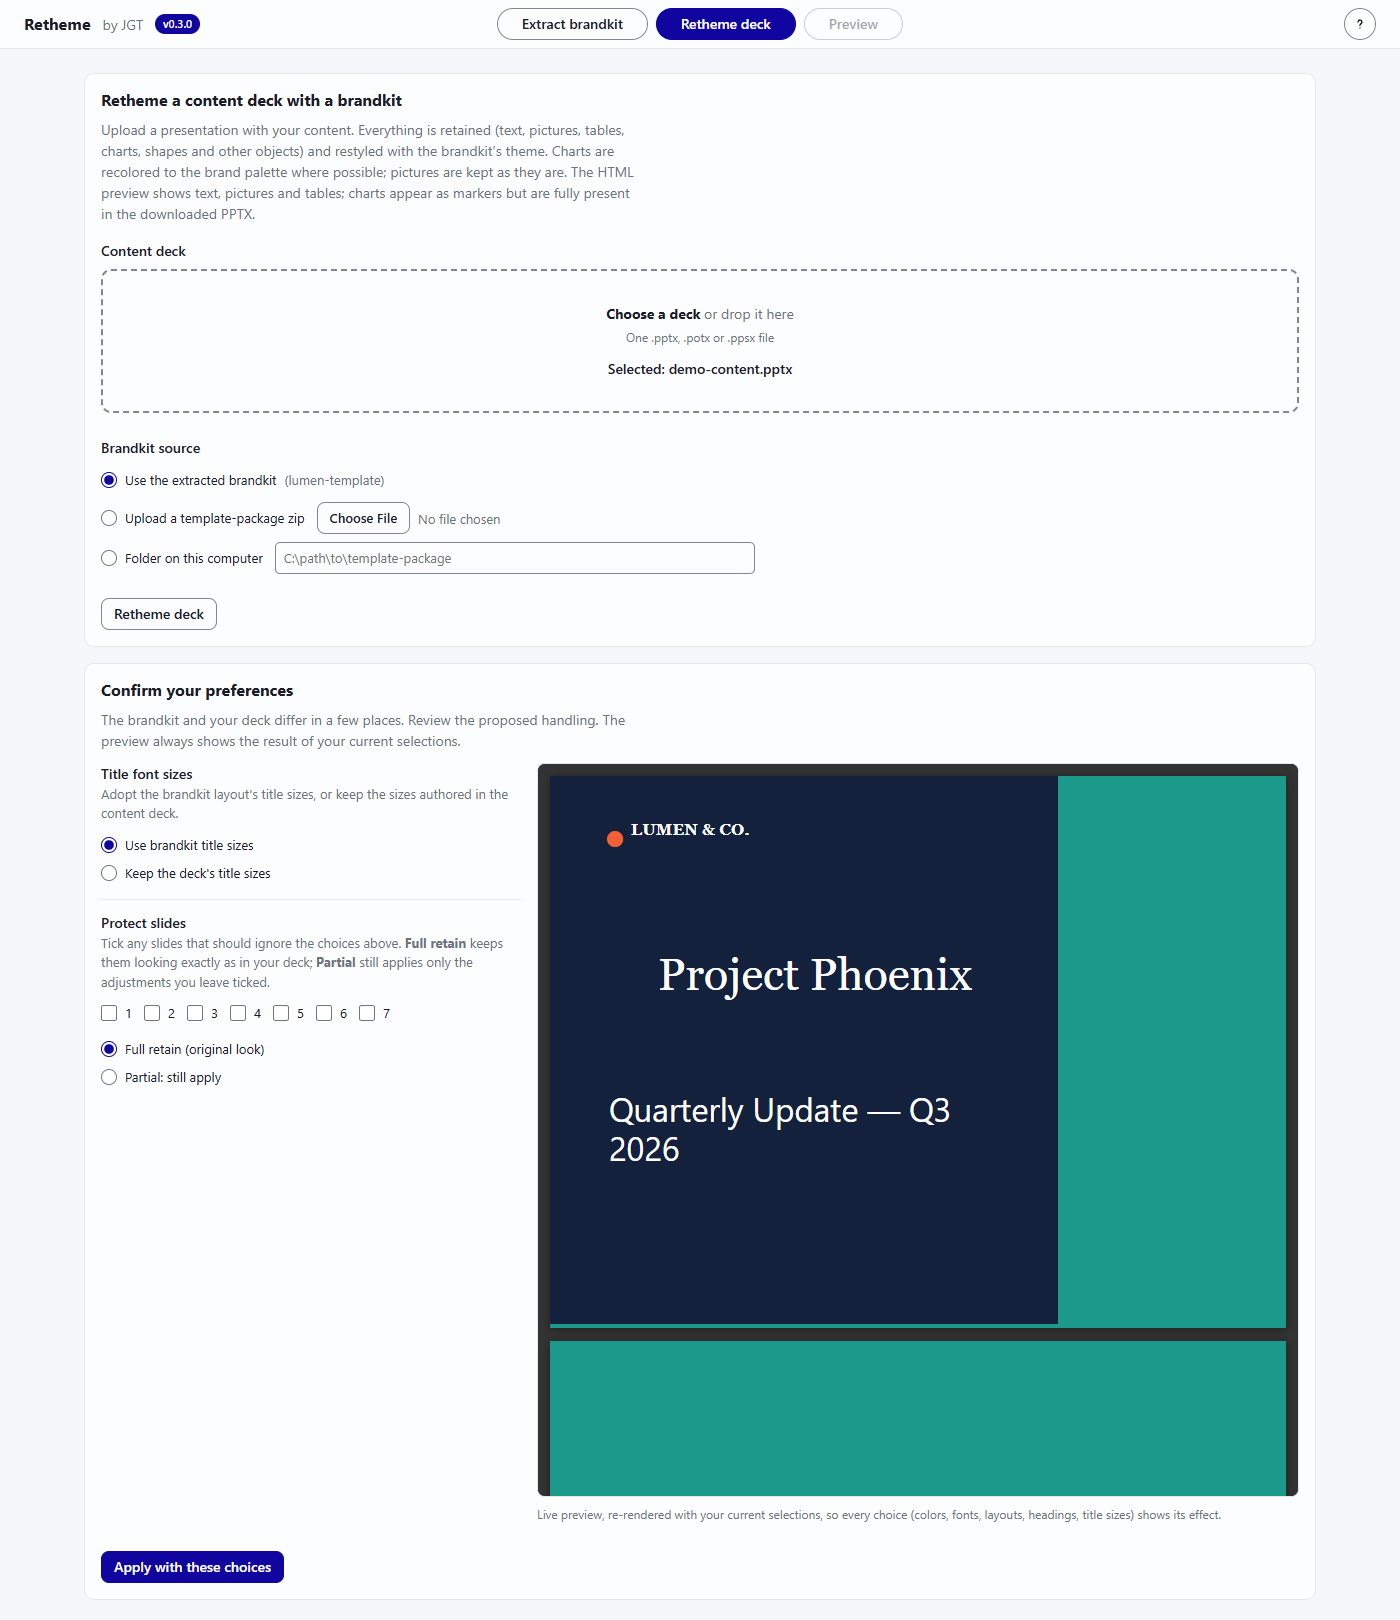 Retheme by JGT v0.3.0
Extract brandkit
Retheme deck
Preview
?
Retheme a content deck with a brandkit
Upload a presentation with your content. Everything is retained (text, pictures, tables,
charts, shapes and other objects) and restyled with the brandkit's theme. Charts are
recolored to the brand palette where possible; pictures are kept as they are. The HTML
preview shows text, pictures and tables; charts appear as markers but are fully present
in the downloaded PPTX.
Content deck
Choose a deck or drop it here
One .pptx, .potx or .ppsx file
Selected: demo-content.pptx
Brandkit source
Use the extracted brandkit (lumen-template)
Upload a template-package zip Choose File No file chosen
Folder on this computer C:\path\to\template-package
Retheme deck
Confirm your preferences
The brandkit and your deck differ in a few places. Review the proposed handling. The
preview always shows the result of your current selections.
Title font sizes
Adopt the brandkit layout's title sizes, or keep the sizes authored in the
content deck.
Use brandkit title sizes
Keep the deck's title sizes
Protect slides
Tick any slides that should ignore the choices above. Full retain keeps
them looking exactly as in your deck; Partial still applies only the
adjustments you leave ticked.
1 2 3 4 5 6 7
Full retain (original look)
Partial: still apply
LUMEN & CO.
Project Phoenix
Quarterly Update — Q3
2026
Live preview, re-rendered with your current selections, so every choice (colors, fonts, layouts, headings, title sizes) shows its effect.
Apply with these choices